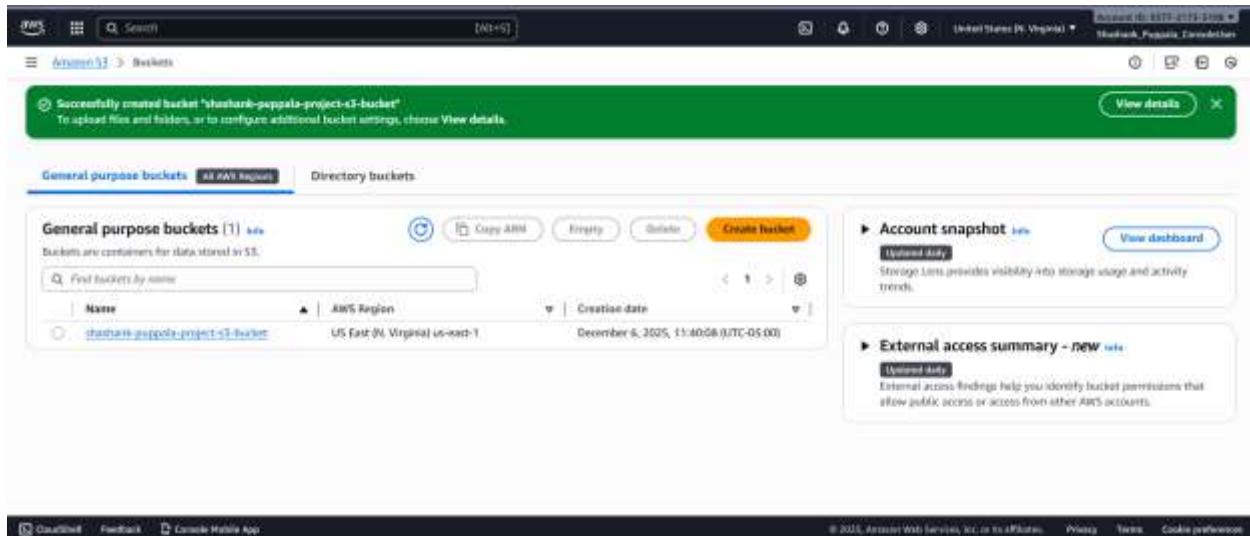 aws
Search
[Alt+S]
United States (N. Virginia)
Account ID:
Amazon S3 > Buckets
Successfully created bucket "shashank-puppala-project-s3-bucket"
To upload files and folders, or to configure additional bucket settings, choose View details.
View details
General purpose buckets All AWS Regions
Directory buckets
General purpose buckets (1) Info
Copy ARN
Empty
Delete
Create bucket
Buckets are containers for data stored in S3.
Find buckets by name
1
Name
AWS Region
Creation date
shashank-puppala-project-s3-bucket
US East (N. Virginia) us-east-1
December 6, 2025, 11:40:08 (UTC-05:00)
Account snapshot Info
View dashboard
Updated daily
Storage Lens provides visibility into storage usage and activity
trends.
External access summary - new Info
Updated daily
External access findings help you identify bucket permissions that
allow public access or access from other AWS accounts.
CloudShell Feedback Console Mobile App
© 2025, Amazon Web Services, Inc. or its affiliates. Privacy Terms Cookie preferences